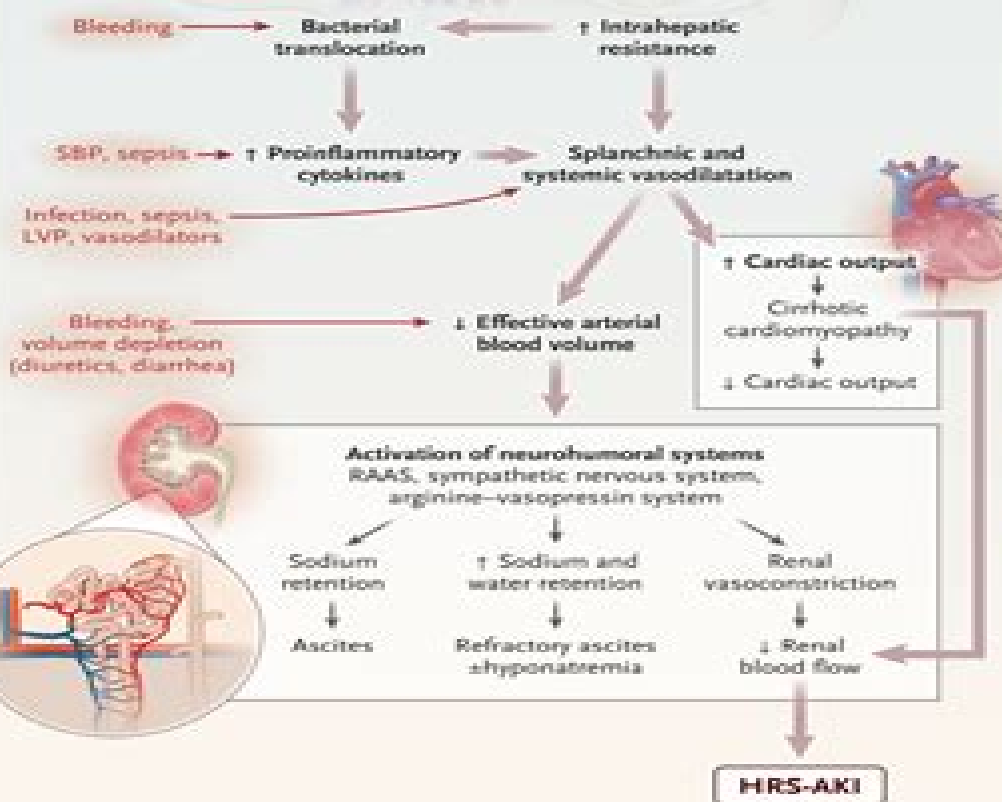 Bleeding
Bacterial
translocation
↑ Intrahepatic
resistance
SBP, sepsis
↑ Proinflammatory
cytokines
Splanchnic and
systemic vasodilatation
Infection, sepsis,
LVP, vasodilators
↑ Cardiac output
Cirrhotic
cardiomyopathy
↓ Cardiac output
Bleeding,
volume depletion
(diuretics, diarrhea)
↓ Effective arterial
blood volume
Activation of neurohumoral systems
RAAS, sympathetic nervous system,
arginine–vasopressin system
Sodium
retention
↑ Sodium and
water retention
Renal
vasoconstriction
Ascites
Refractory ascites
±hyponatremia
↓ Renal
blood flow
HRS-AKI